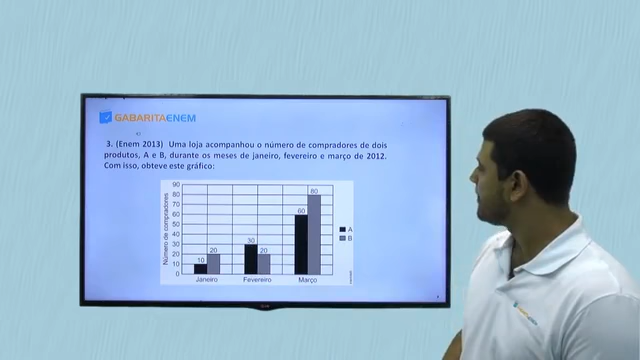 GABARITAENEM
3. (Enem 2013) Uma loja acompanhou o número de compradores de dois
produtos, A e B, durante os meses de janeiro, fevereiro e março de 2012.
Com isso, obteve este gráfico:
Número de compradores
90
80
70
60
50
40
30
20
10
0
10 20
30 20
60 80
A
B
Janeiro Fevereiro Março
GABARITAENEM